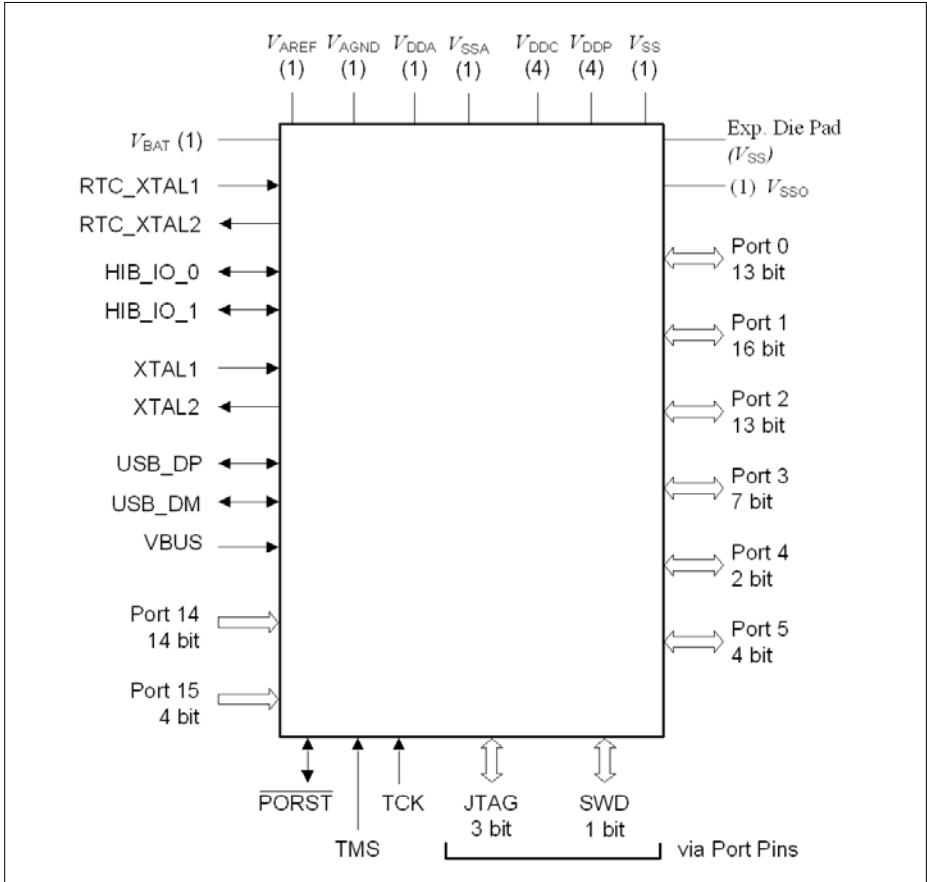 VAREF VAGND VDDA VSSA VDDC VDDP VSS
(1) (1) (1) (1) (4) (4) (1)
VBAT (1)
RTC_XTAL1
RTC_XTAL2
HIB_IO_0
HIB_IO_1
XTAL1
XTAL2
USB_DP
USB_DM
VBUS
Port 14
14 bit
Port 15
4 bit
Exp. Die Pad
(VSS)
(1) VSSO
Port 0
13 bit
Port 1
16 bit
Port 2
13 bit
Port 3
7 bit
Port 4
2 bit
Port 5
4 bit
PORST
TMS
TCK
JTAG
3 bit
SWD
1 bit
via Port Pins